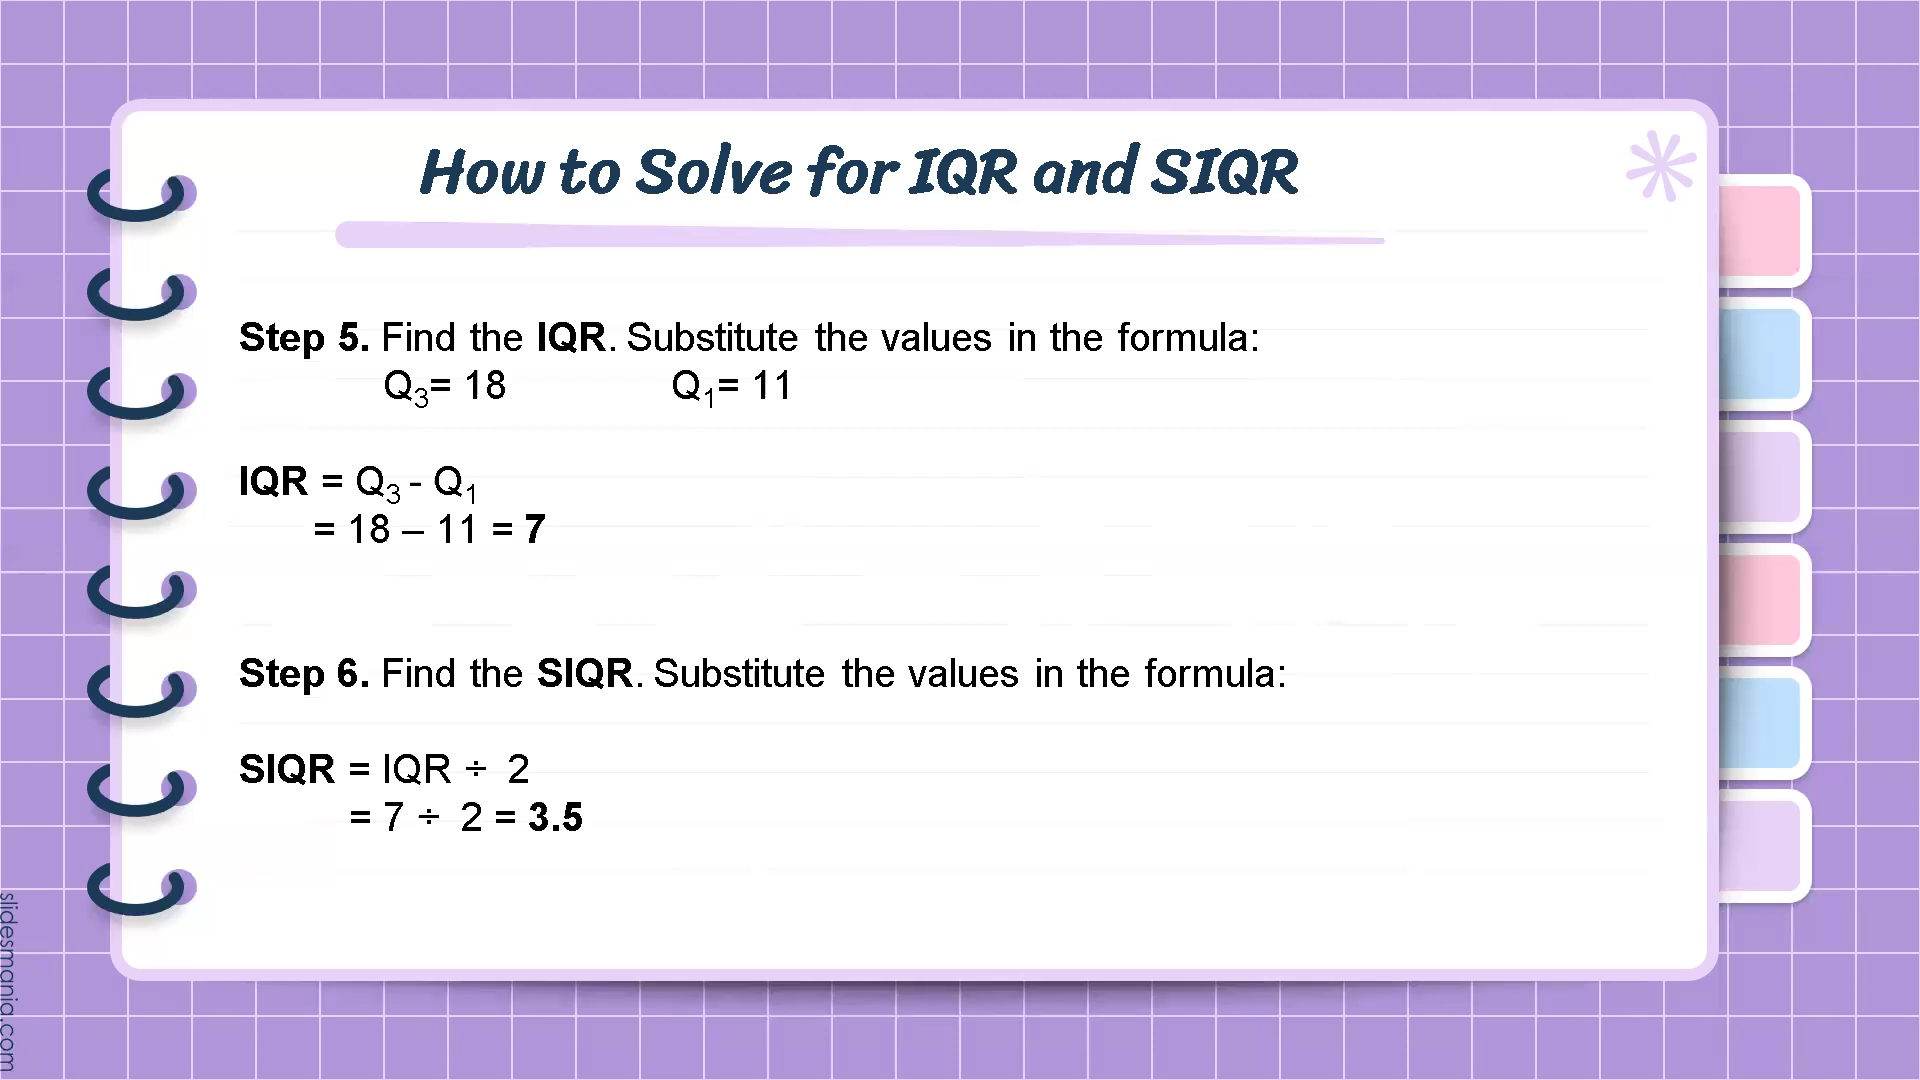 How to Solve for IQR and SIQR
Step 5. Find the IQR. Substitute the values in the formula:
Q₃= 18 Q₁= 11
IQR = Q₃ - Q₁
= 18 – 11 = 7
Step 6. Find the SIQR. Substitute the values in the formula:
SIQR = IQR ÷ 2
= 7 ÷ 2 = 3.5
slidesmania.com